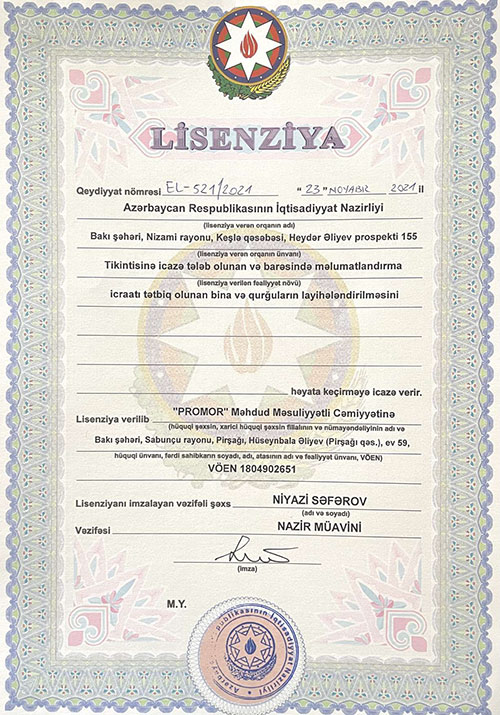 LİSENZİYA
Qeydiyyat nömrəsi EL-521/2021 "23" NOYABR 2021 il
Azərbaycan Respublikasının İqtisadiyyat Nazirliyi
(lisenziya verən orqanın adı)
Bakı şəhəri, Nizami rayonu, Keşlə qəsəbəsi, Heydər Əliyev prospekti 155
(lisenziya verən orqanın ünvanı)
Tikintisinə icazə tələb olunan və barəsində məlumatlandırma
(lisenziya verilən fəaliyyət növü)
icraatı tətbiq olunan bina və qurğuların layihələndirilməsini
həyata keçirməyə icazə verir.
Lisenziya verilib "PROMOR" Məhdud Məsuliyyətli Cəmiyyətinə
(hüquqi şəxsin, xarici hüquqi şəxsin filialının və nümayəndəliyinin adı və
Bakı şəhəri, Sabunçu rayonu, Pirşağı, Hüseynbala Əliyev (Pirşağı qəs.), ev 59,
hüquqi ünvanı, fərdi sahibkarın soyadı, adı, atasının adı və fəaliyyət ünvanı, VÖEN)
VÖEN 1804902651
Lisenziyanı imzalayan vəzifəli şəxs NİYAZİ SƏFƏROV
(adı və soyadı)
Vəzifəsi NAZİR MÜAVİNİ
(imza)
M.Y.
Azərbaycan Respublikasının İqtisadiyyat Nazirliyi